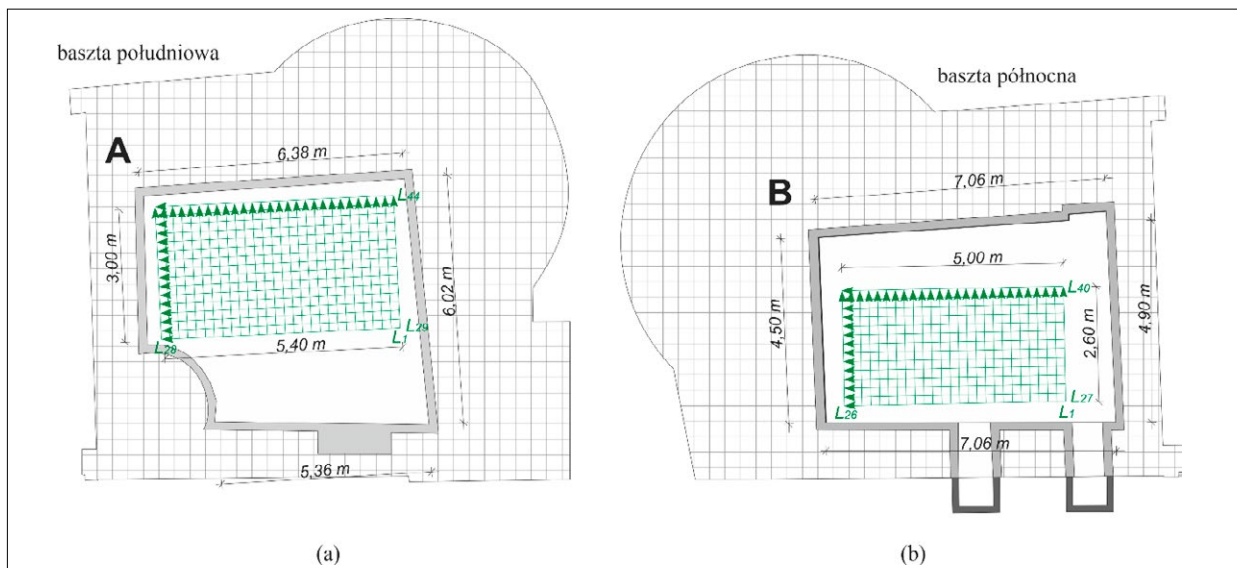 baszta południowa
A
6,38 m
L44
3,00 m
6,02 m
L29
L1
L28
5,40 m
5,36 m
(a)
baszta północna
B
7,06 m
5,00 m
L40
4,50 m
4,90 m
2,60 m
L27
L26
L1
7,06 m
(b)